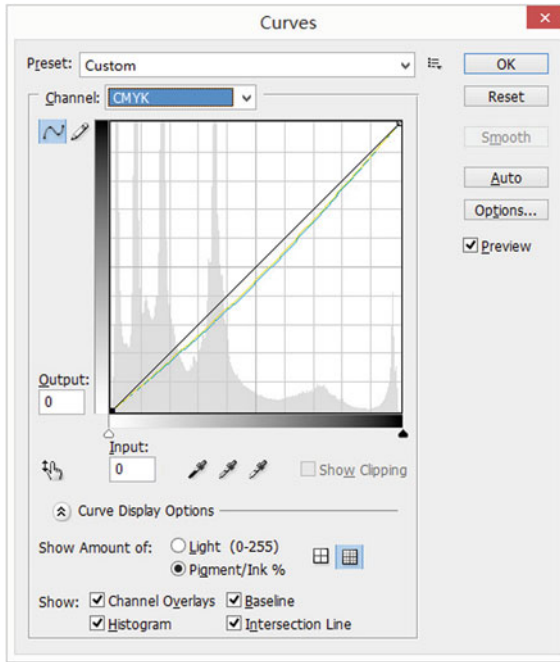 Curves
Preset: Custom
OK
Channel: CMYK
Reset
Smooth
Auto
Options...
Preview
Output:
0
Input:
0
Show Clipping
Curve Display Options
Show Amount of: Light (0-255)
Pigment/Ink %
Show: Channel Overlays Baseline
Histogram Intersection Line